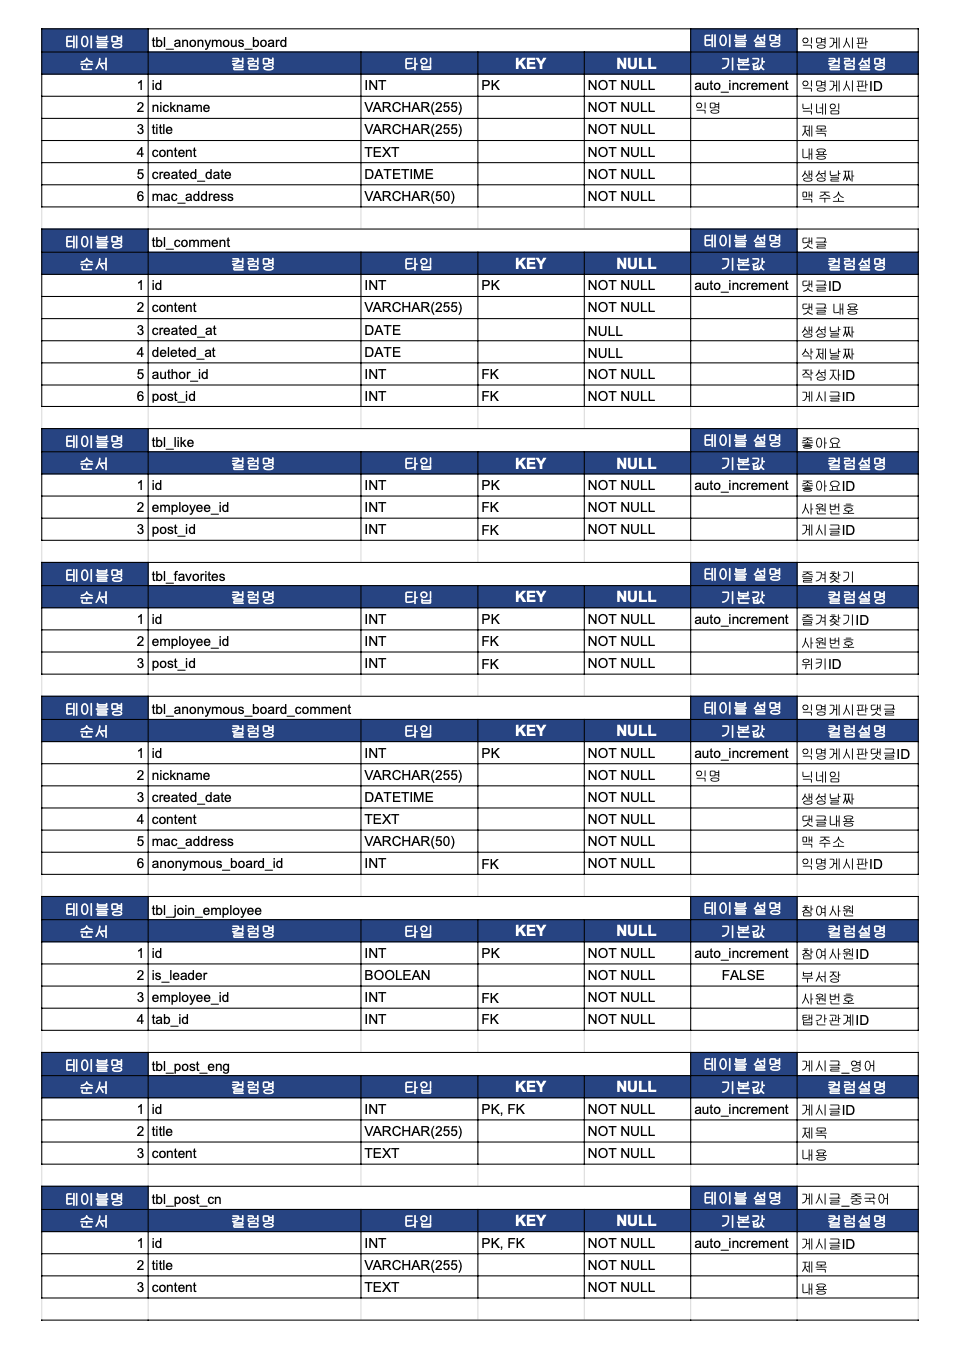 테이블명 tbl_anonymous_board 테이블 설명 익명게시판
순서 컬럼명 타입 KEY NULL 기본값 컬럼설명
1 id INT PK NOT NULL auto_increment 익명게시판ID
2 nickname VARCHAR(255) NOT NULL 익명 닉네임
3 title VARCHAR(255) NOT NULL 제목
4 content TEXT NOT NULL 내용
5 created_date DATETIME NOT NULL 생성날짜
6 mac_address VARCHAR(50) NOT NULL 맥 주소
테이블명 tbl_comment 테이블 설명 댓글
순서 컬럼명 타입 KEY NULL 기본값 컬럼설명
1 id INT PK NOT NULL auto_increment 댓글ID
2 content VARCHAR(255) NOT NULL 댓글 내용
3 created_at DATE NULL 생성날짜
4 deleted_at DATE NULL 삭제날짜
5 author_id INT FK NOT NULL 작성자ID
6 post_id INT FK NOT NULL 게시글ID
테이블명 tbl_like 테이블 설명 좋아요
순서 컬럼명 타입 KEY NULL 기본값 컬럼설명
1 id INT PK NOT NULL auto_increment 좋아요ID
2 employee_id INT FK NOT NULL 사원번호
3 post_id INT FK NOT NULL 게시글ID
테이블명 tbl_favorites 테이블 설명 즐겨찾기
순서 컬럼명 타입 KEY NULL 기본값 컬럼설명
1 id INT PK NOT NULL auto_increment 즐겨찾기ID
2 employee_id INT FK NOT NULL 사원번호
3 post_id INT FK NOT NULL 위키ID
테이블명 tbl_anonymous_board_comment 테이블 설명 익명게시판댓글
순서 컬럼명 타입 KEY NULL 기본값 컬럼설명
1 id INT PK NOT NULL auto_increment 익명게시판댓글ID
2 nickname VARCHAR(255) NOT NULL 익명 닉네임
3 created_date DATETIME NOT NULL 생성날짜
4 content TEXT NOT NULL 댓글내용
5 mac_address VARCHAR(50) NOT NULL 맥 주소
6 anonymous_board_id INT FK NOT NULL 익명게시판ID
테이블명 tbl_join_employee 테이블 설명 참여사원
순서 컬럼명 타입 KEY NULL 기본값 컬럼설명
1 id INT PK NOT NULL auto_increment 참여사원ID
2 is_leader BOOLEAN NOT NULL FALSE 부서장
3 employee_id INT FK NOT NULL 사원번호
4 tab_id INT FK NOT NULL 탭간관계ID
테이블명 tbl_post_eng 테이블 설명 게시글_영어
순서 컬럼명 타입 KEY NULL 기본값 컬럼설명
1 id INT PK, FK NOT NULL auto_increment 게시글ID
2 title VARCHAR(255) NOT NULL 제목
3 content TEXT NOT NULL 내용
테이블명 tbl_post_cn 테이블 설명 게시글_중국어
순서 컬럼명 타입 KEY NULL 기본값 컬럼설명
1 id INT PK, FK NOT NULL auto_increment 게시글ID
2 title VARCHAR(255) NOT NULL 제목
3 content TEXT NOT NULL 내용